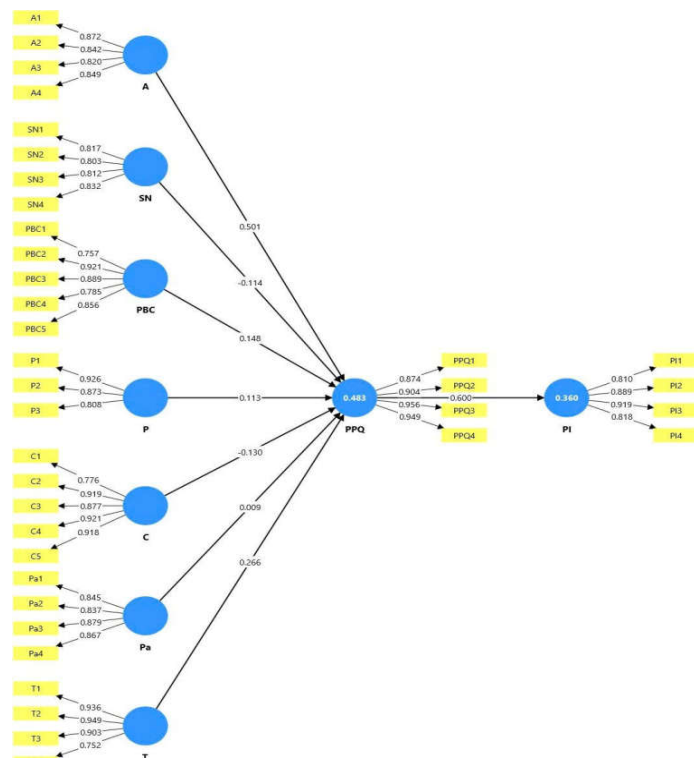 A1
A2
A3
A4
0.872
0.842
0.820
0.849
A
SN1
SN2
SN3
SN4
0.817
0.803
0.812
0.832
SN
PBC1
PBC2
PBC3
PBC4
PBC5
0.757
0.921
0.889
0.785
0.856
PBC
P1
P2
P3
0.926
0.873
0.808
P
C1
C2
C3
C4
C5
0.776
0.919
0.877
0.921
0.918
C
Pa1
Pa2
Pa3
Pa4
0.845
0.837
0.879
0.867
Pa
T1
T2
T3
0.936
0.949
0.903
0.752
T
0.501
-0.114
0.148
0.113
-0.130
0.009
0.266
0.483
PPQ
0.874
0.904
0.956
0.949
PPQ1
PPQ2
PPQ3
PPQ4
0.600
0.360
PI
0.810
0.889
0.919
0.818
PI1
PI2
PI3
PI4